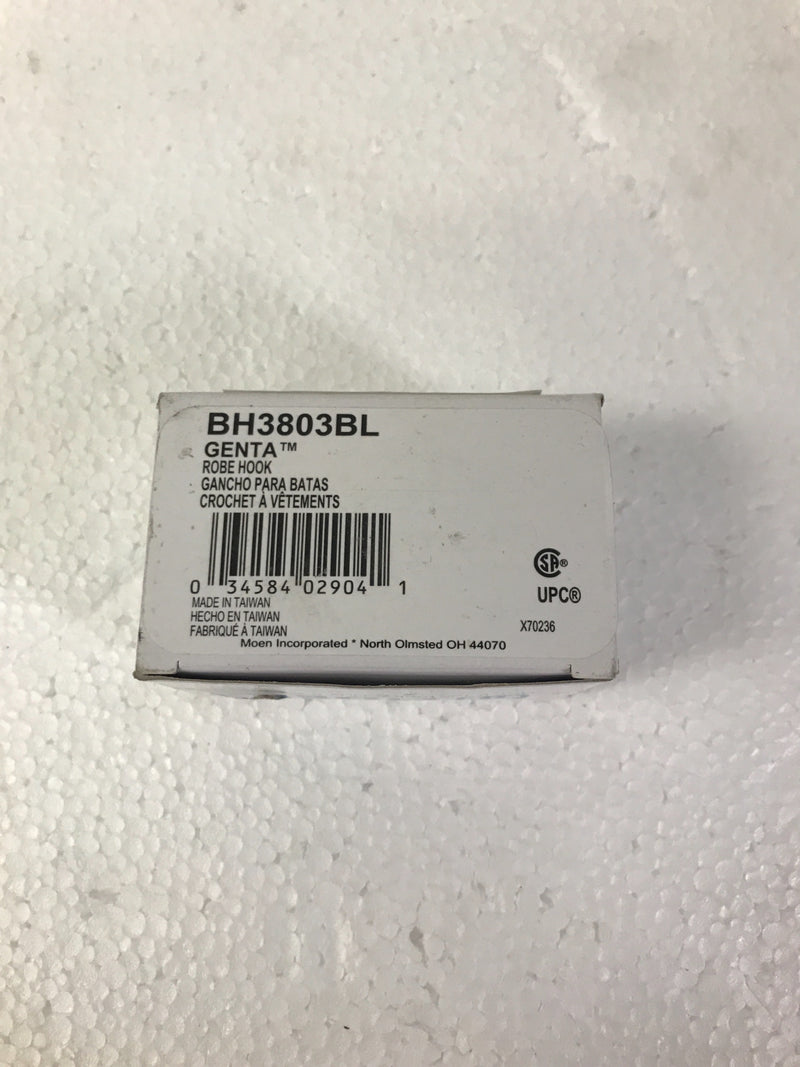 BH3803BL
GENTA™
ROBE HOOK
GANCHO PARA BATAS
CROCHET À VÊTEMENTS
0 34584 02904 1
MADE IN TAIWAN
HECHO EN TAIWAN
FABRIQUÉ À TAIWAN
Moen Incorporated * North Olmsted OH 44070
SA®
UPC®
X70236